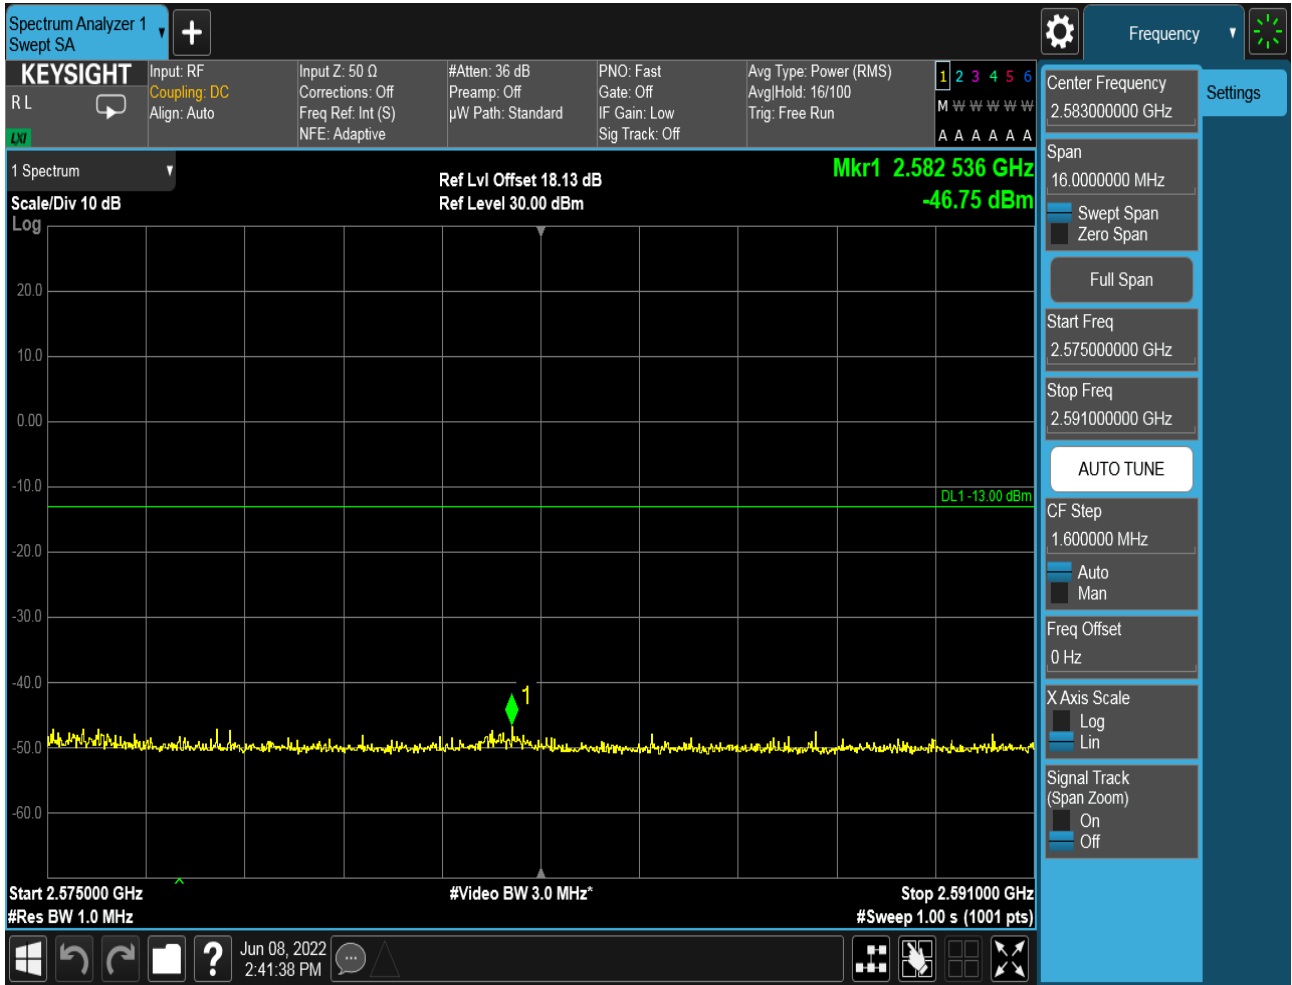 Spectrum Analyzer 1
Swept SA
Frequency
KEYSIGHT
R L
LXI
Input: RF
Coupling: DC
Align: Auto
Input Z: 50 Ω
Corrections: Off
Freq Ref: Int (S)
NFE: Adaptive
#Atten: 36 dB
Preamp: Off
µW Path: Standard
PNO: Fast
Gate: Off
IF Gain: Low
Sig Track: Off
Avg Type: Power (RMS)
Avg|Hold: 16/100
Trig: Free Run
1 2 3 4 5 6
M W W W W W
A A A A A A
1 Spectrum
Scale/Div 10 dB
Log
Ref Lvl Offset 18.13 dB
Ref Level 30.00 dBm
Mkr1 2.582 536 GHz
-46.75 dBm
20.0
10.0
0.00
-10.0
DL1 -13.00 dBm
-20.0
-30.0
-40.0
1
-50.0
-60.0
Start 2.575000 GHz
#Video BW 3.0 MHz*
Stop 2.591000 GHz
#Res BW 1.0 MHz
#Sweep 1.00 s (1001 pts)
Jun 08, 2022
2:41:38 PM
Center Frequency
2.583000000 GHz
Settings
Span
16.0000000 MHz
Swept Span
Zero Span
Full Span
Start Freq
2.575000000 GHz
Stop Freq
2.591000000 GHz
AUTO TUNE
CF Step
1.600000 MHz
Auto
Man
Freq Offset
0 Hz
X Axis Scale
Log
Lin
Signal Track
(Span Zoom)
On
Off